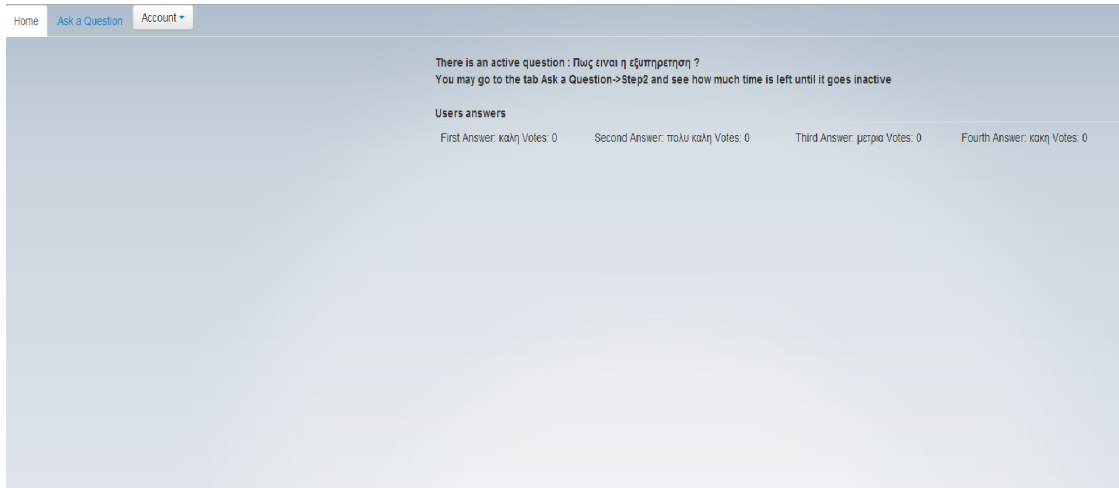 Home Ask a Question Account
There is an active question : Πως ειναι η εξυπηρετηση ?
You may go to the tab Ask a Question->Step2 and see how much time is left until it goes inactive
Users answers
First Answer: καλη Votes: 0 Second Answer: πολυ καλη Votes: 0 Third Answer: μετρια Votes: 0 Fourth Answer: κακη Votes: 0